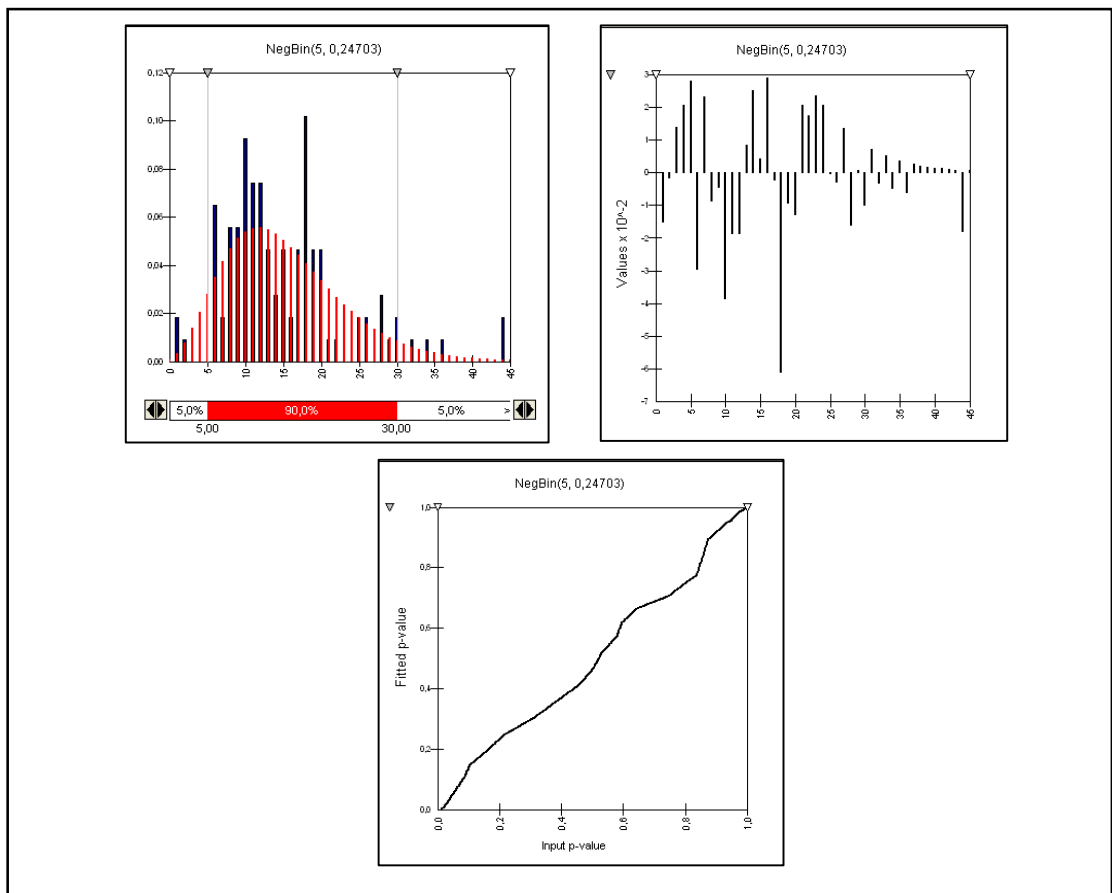 NegBin(5, 0,24703)
0,12
0,10
0,08
0,06
0,04
0,02
0,00
0 5 10 15 20 25 30 35 40 45
5,0% 90,0% 5,0% >
5,00 30,00
NegBin(5, 0,24703)
3
2
1
0
-1
-2
-3
-4
-5
-6
-7
Values x 10^-2
0 5 10 15 20 25 30 35 40 45
NegBin(5, 0,24703)
1,0
0,8
0,6
0,4
0,2
0,0
Fitted p-value
0,0 0,2 0,4 0,6 0,8 1,0
Input p-value